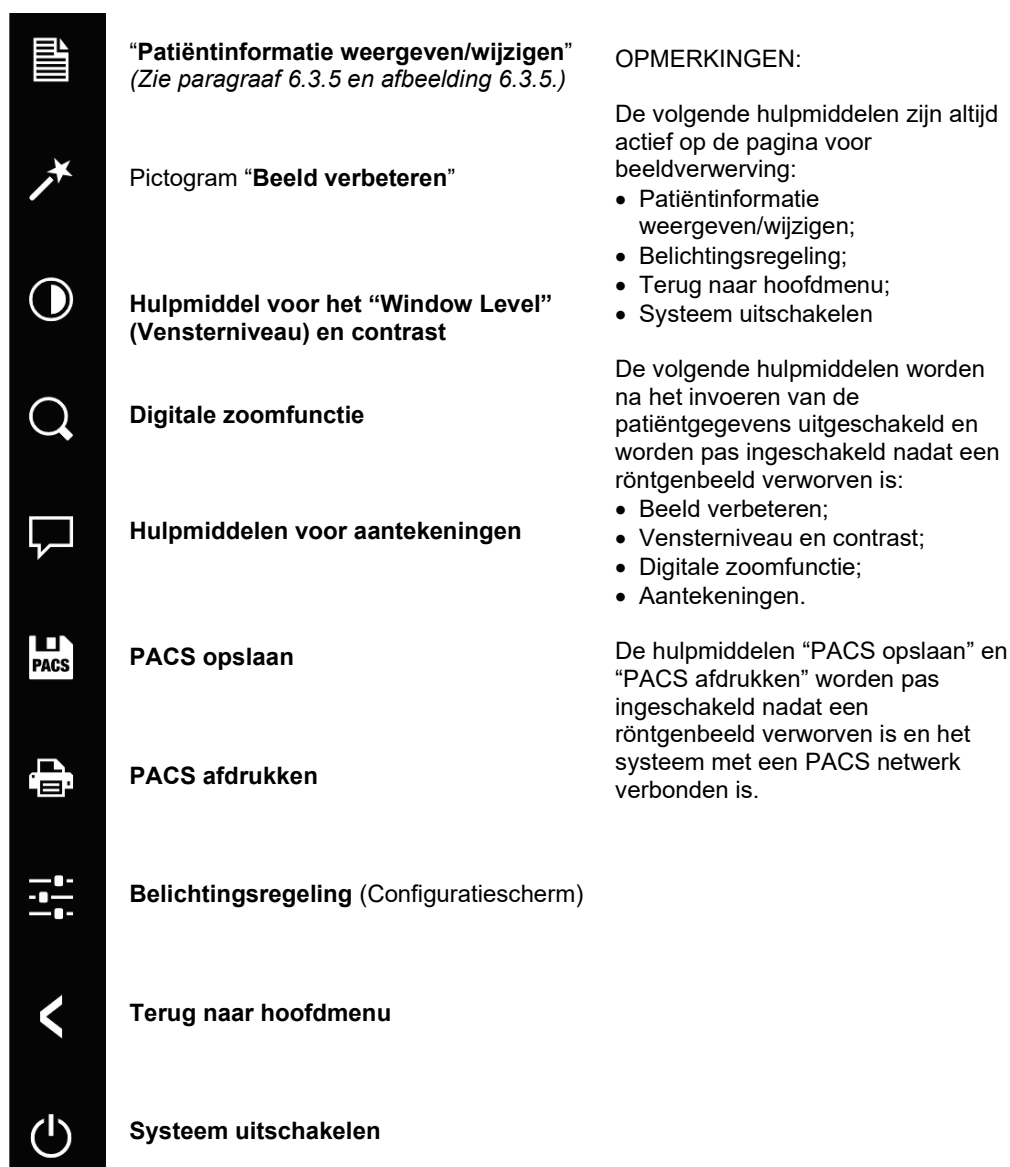 “Patiëntinformatie weergeven/wijzigen”
(Zie paragraaf 6.3.5 en afbeelding 6.3.5.)
Pictogram “Beeld verbeteren”
Hulpmiddel voor het “Window Level”
(Vensterniveau) en contrast
Digitale zoomfunctie
Hulpmiddelen voor aantekeningen
PACS
PACS opslaan
PACS afdrukken
Belichtingsregeling (Configuratiescherm)
Terug naar hoofdmenu
Systeem uitschakelen
OPMERKINGEN:
De volgende hulpmiddelen zijn altijd
actief op de pagina voor
beeldverwerving:
• Patiëntinformatie
weergeven/wijzigen;
• Belichtingsregeling;
• Terug naar hoofdmenu;
• Systeem uitschakelen
De volgende hulpmiddelen worden
na het invoeren van de
patiëntgegevens uitgeschakeld en
worden pas ingeschakeld nadat een
röntgenbeeld verworven is:
• Beeld verbeteren;
• Vensterniveau en contrast;
• Digitale zoomfunctie;
• Aantekeningen.
De hulpmiddelen “PACS opslaan” en
“PACS afdrukken” worden pas
ingeschakeld nadat een
röntgenbeeld verworven is en het
systeem met een PACS netwerk
verbonden is.